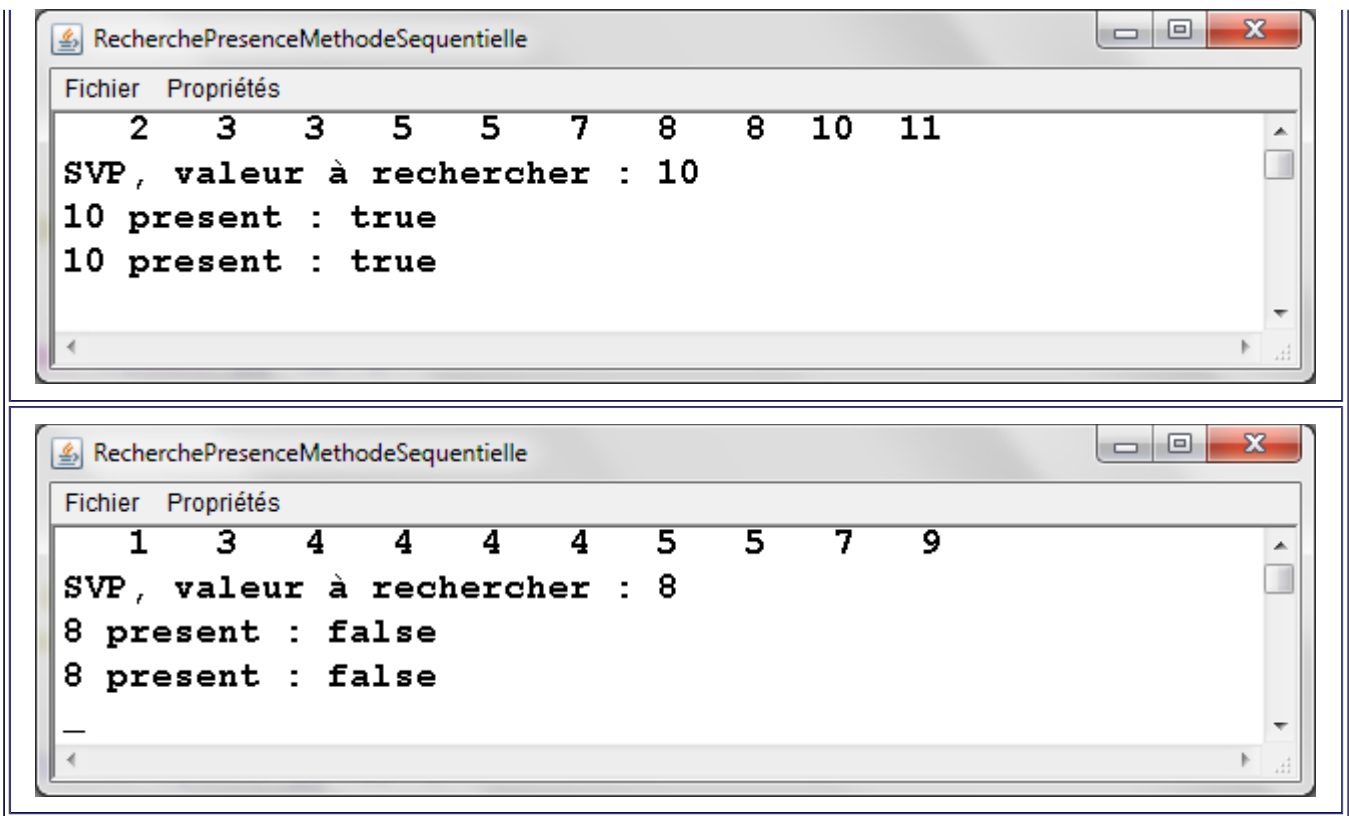 RecherchePresenceMethodeSequentielle
Fichier Propriétés
2 3 3 5 5 7 8 8 10 11
SVP, valeur à rechercher : 10
10 present : true
10 present : true
RecherchePresenceMethodeSequentielle
Fichier Propriétés
1 3 4 4 4 4 5 5 7 9
SVP, valeur à rechercher : 8
8 present : false
8 present : false
_